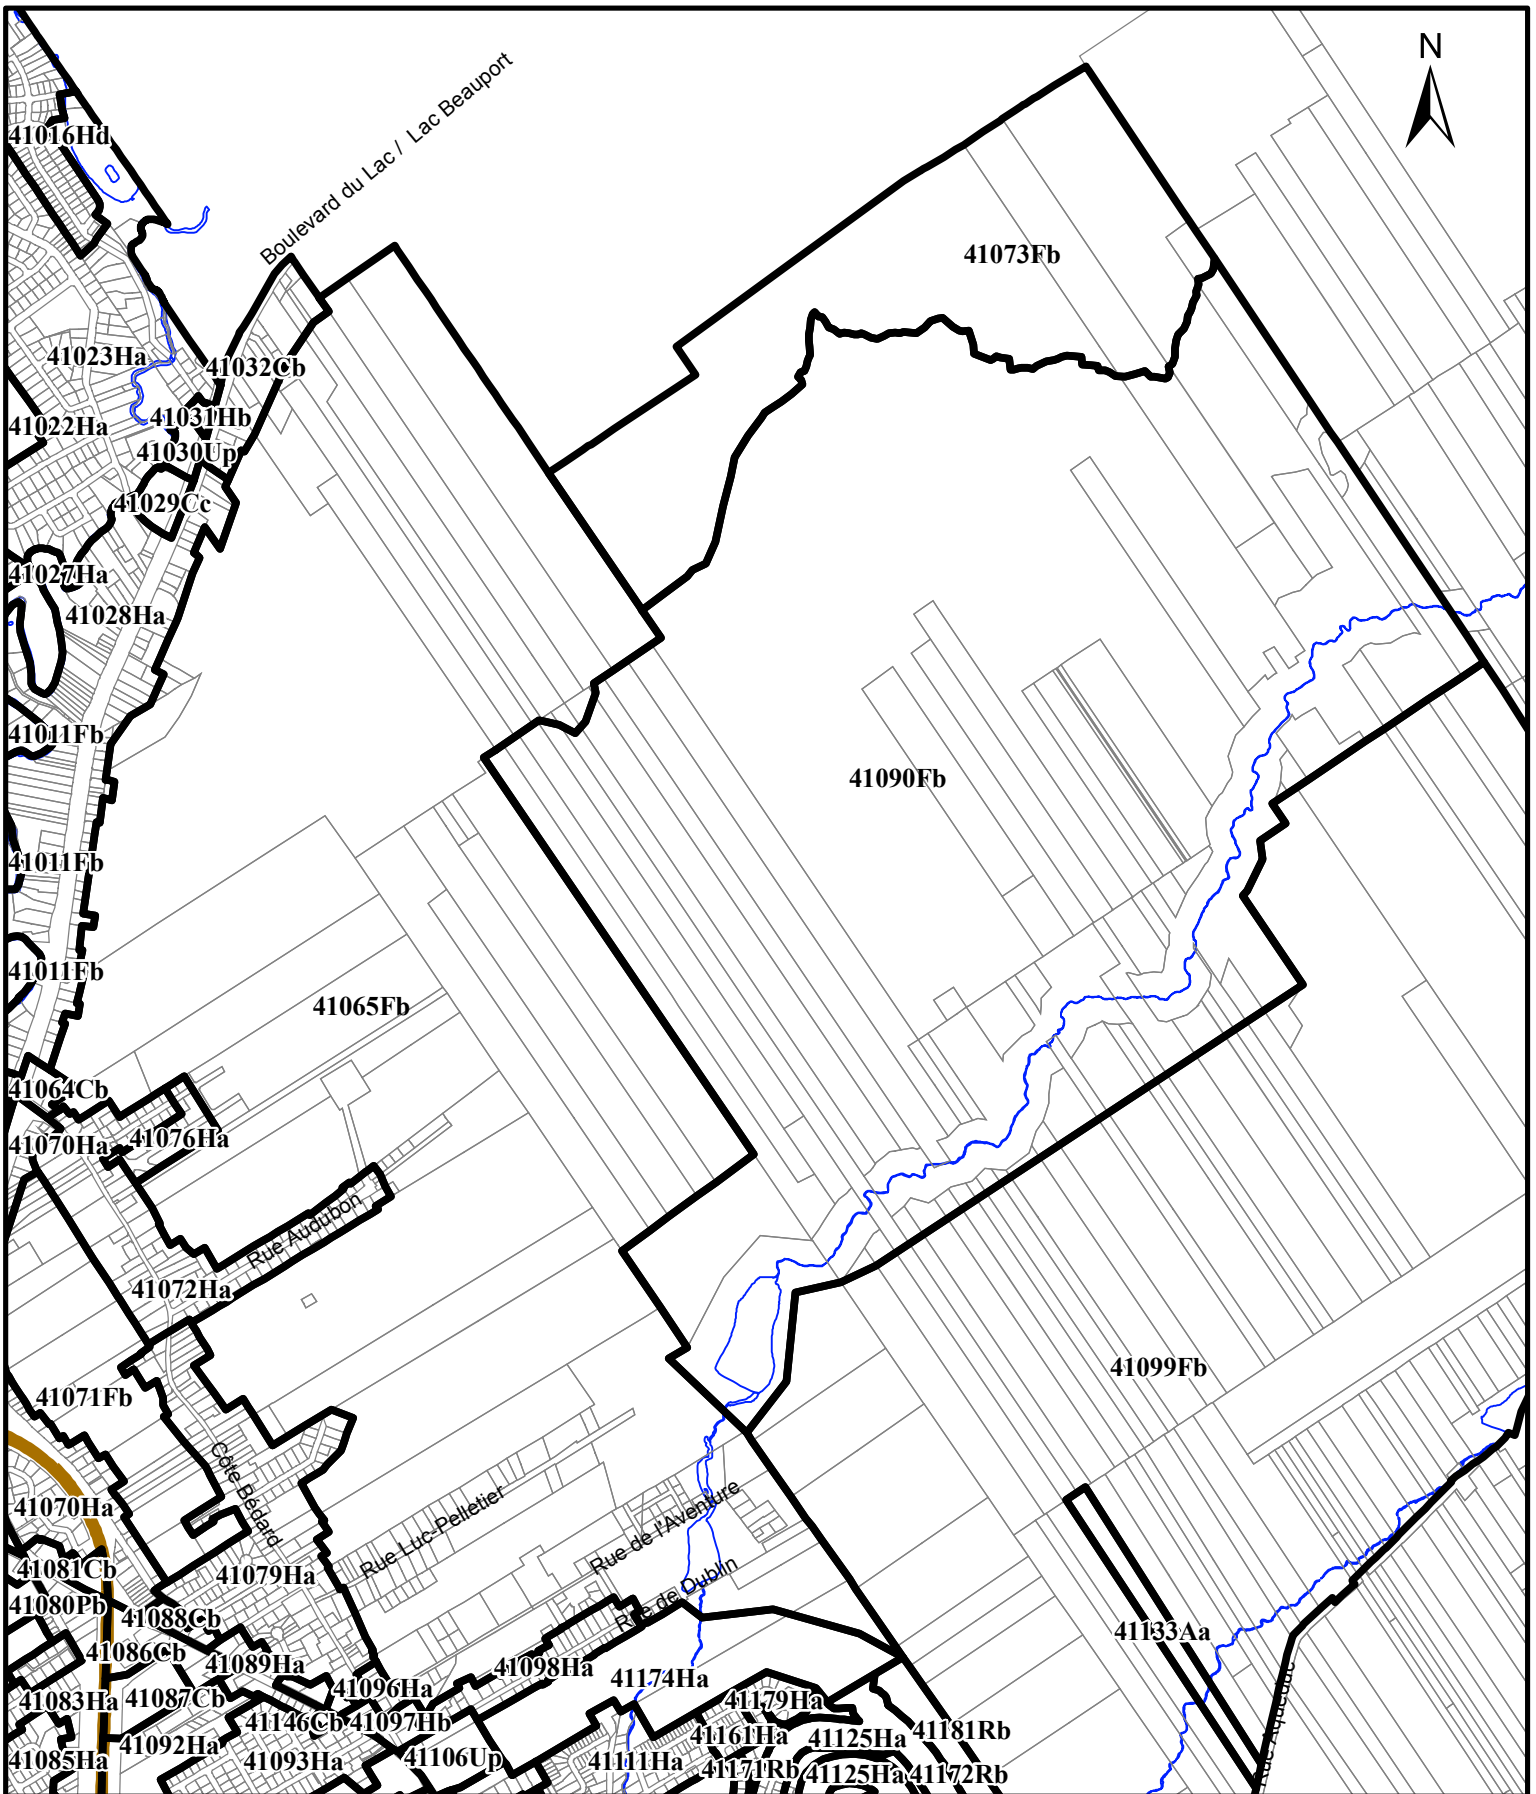 N
Boulevard du Lac / Lac Beauport
41016Hd
41073Fb
41023Ha
41032Cb
41022Ha
41031Hb
41030Up
41029Cc
41027Ha
41028Ha
41011Fb
41090Fb
41011Fb
41011Fb
41065Fb
41064Cb
41070Ha
41076Ha
Rue Audubon
41072Ha
41099Fb
41071Fb
Côte Bédard
41070Ha
Rue Luc-Pelletier
Rue de l'Aventure
Rue de Dublin
41081Cb
41079Ha
41080Pb
41088Cb
41133Aa
41086Cb
41089Ha
41098Ha
41174Ha
41096Ha
41083Ha
41087Cb
41179Ha
41146Cb
41097Hb
41161Ha
41125Ha
41181Rb
41092Ha
41085Ha
41093Ha
41106Up
41111Ha
41171Rb
41125Ha
41172Rb
Rue Aqueduc